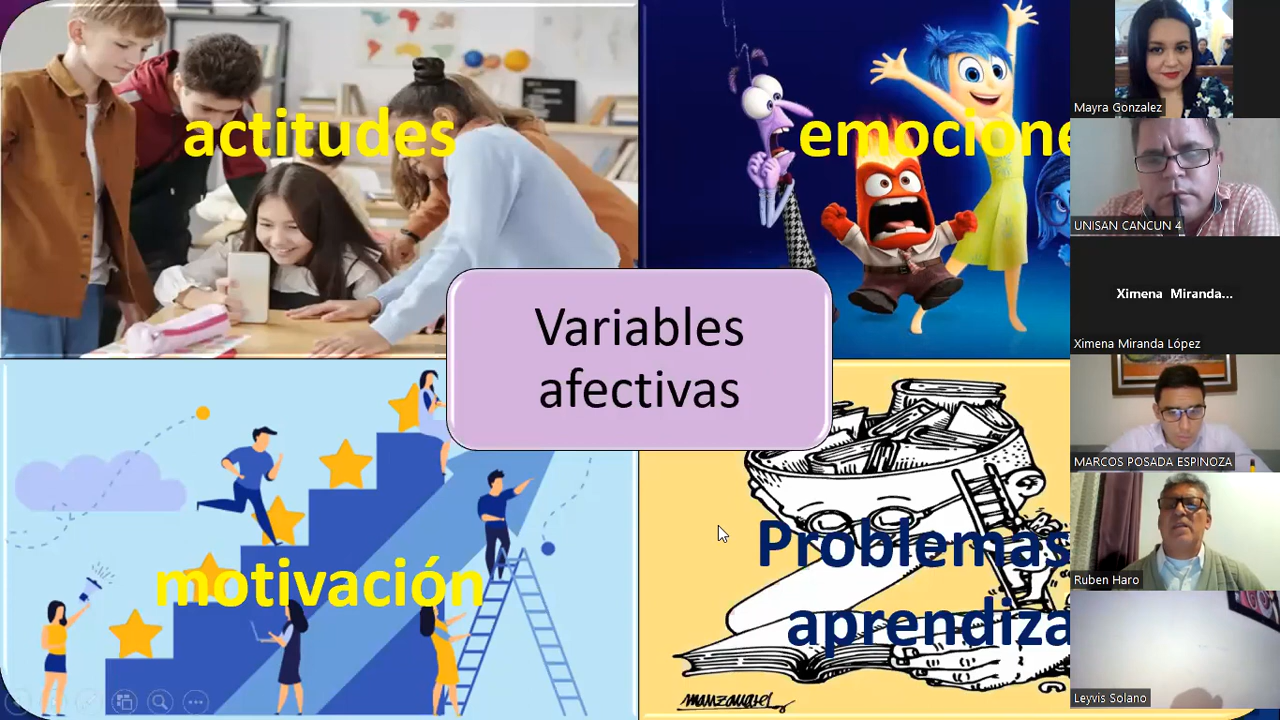 actitudes
emocione
Variables
afectivas
motivación
Problemas
aprendiza
manzanarez
Mayra Gonzalez
UNISAN CANCUN 4
Ximena Miranda...
Ximena Miranda López
MARCOS POSADA ESPINOZA
Ruben Haro
Leyvis Solano